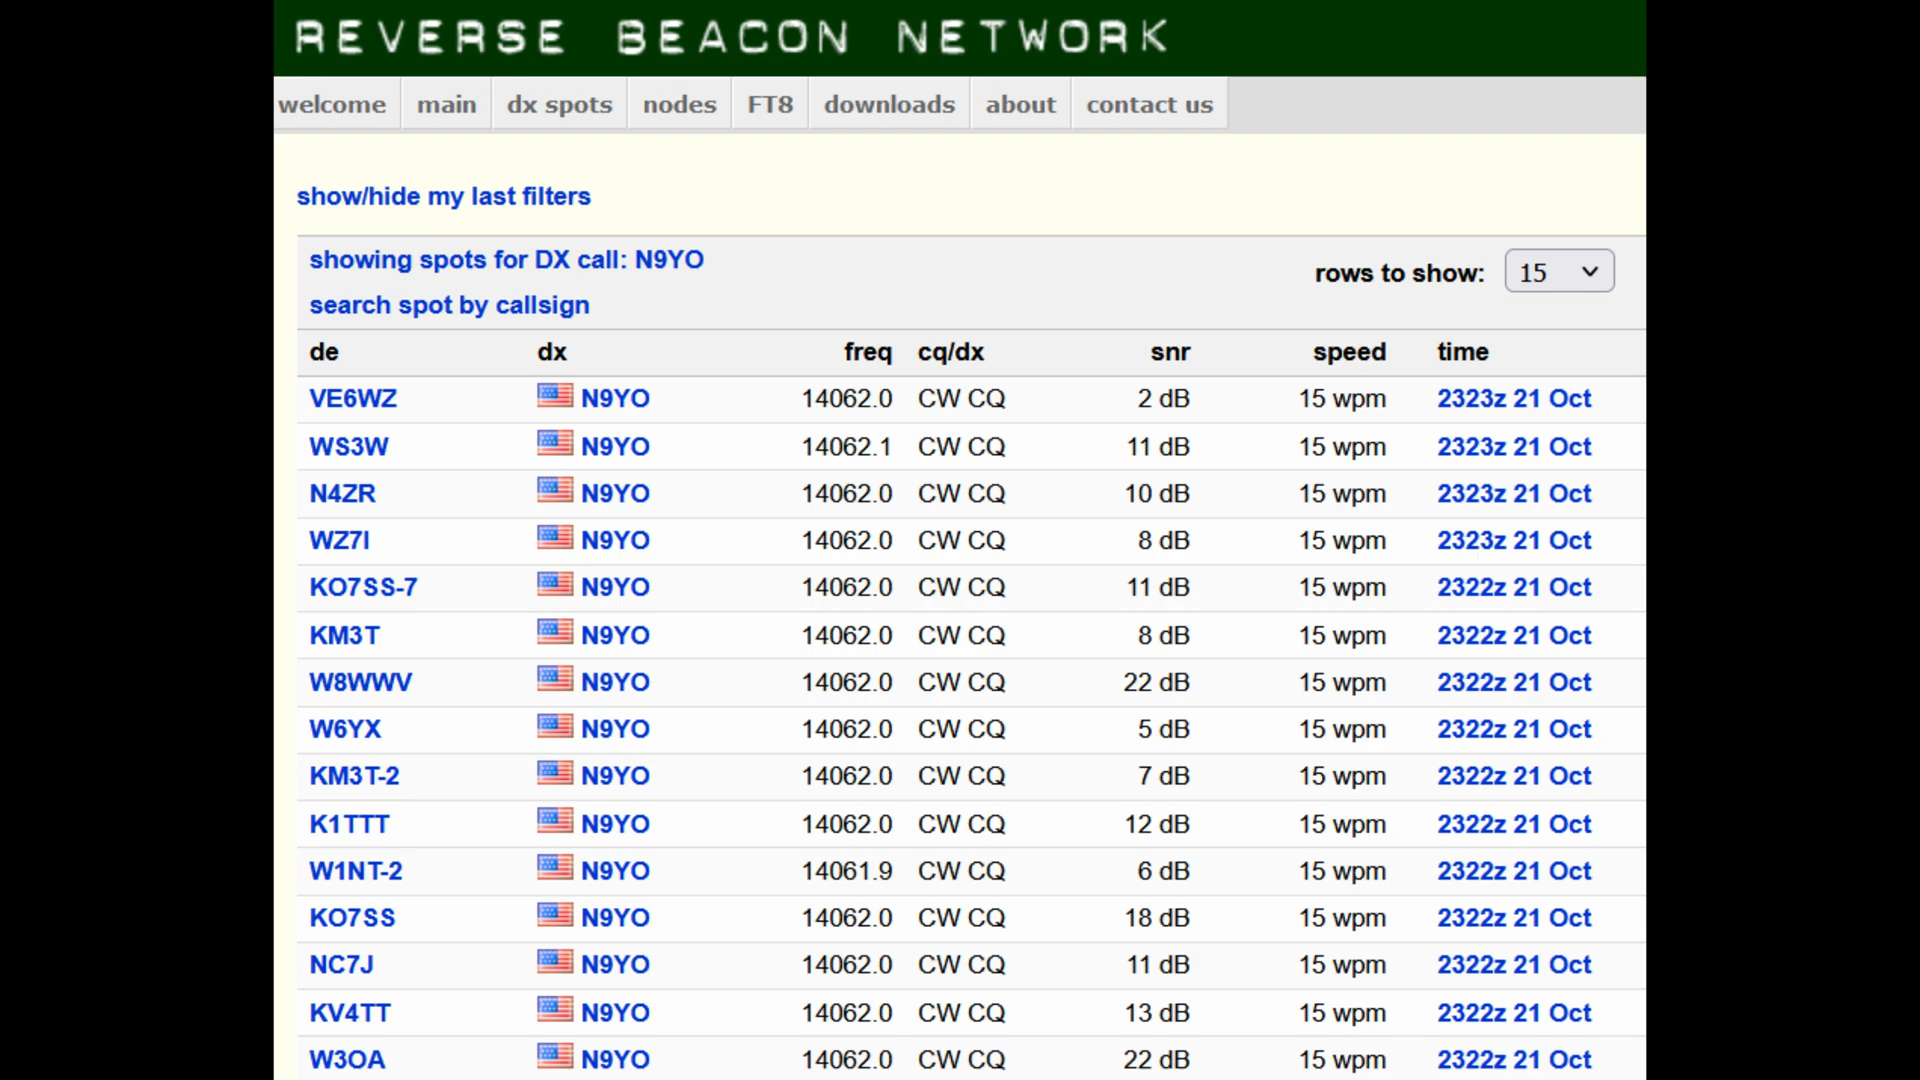 REVERSE BEACON NETWORK
welcome main dx spots nodes FT8 downloads about contact us
show/hide my last filters
showing spots for DX call: N9YO
rows to show: 15
search spot by callsign
de dx freq cq/dx snr speed time
VE6WZ N9YO 14062.0 CW CQ 2 dB 15 wpm 2323z 21 Oct
WS3W N9YO 14062.1 CW CQ 11 dB 15 wpm 2323z 21 Oct
N4ZR N9YO 14062.0 CW CQ 10 dB 15 wpm 2323z 21 Oct
WZ7I N9YO 14062.0 CW CQ 8 dB 15 wpm 2323z 21 Oct
KO7SS-7 N9YO 14062.0 CW CQ 11 dB 15 wpm 2322z 21 Oct
KM3T N9YO 14062.0 CW CQ 8 dB 15 wpm 2322z 21 Oct
W8WWV N9YO 14062.0 CW CQ 22 dB 15 wpm 2322z 21 Oct
W6YX N9YO 14062.0 CW CQ 5 dB 15 wpm 2322z 21 Oct
KM3T-2 N9YO 14062.0 CW CQ 7 dB 15 wpm 2322z 21 Oct
K1TTT N9YO 14062.0 CW CQ 12 dB 15 wpm 2322z 21 Oct
W1NT-2 N9YO 14061.9 CW CQ 6 dB 15 wpm 2322z 21 Oct
KO7SS N9YO 14062.0 CW CQ 18 dB 15 wpm 2322z 21 Oct
NC7J N9YO 14062.0 CW CQ 11 dB 15 wpm 2322z 21 Oct
KV4TT N9YO 14062.0 CW CQ 13 dB 15 wpm 2322z 21 Oct
W3OA N9YO 14062.0 CW CQ 22 dB 15 wpm 2322z 21 Oct